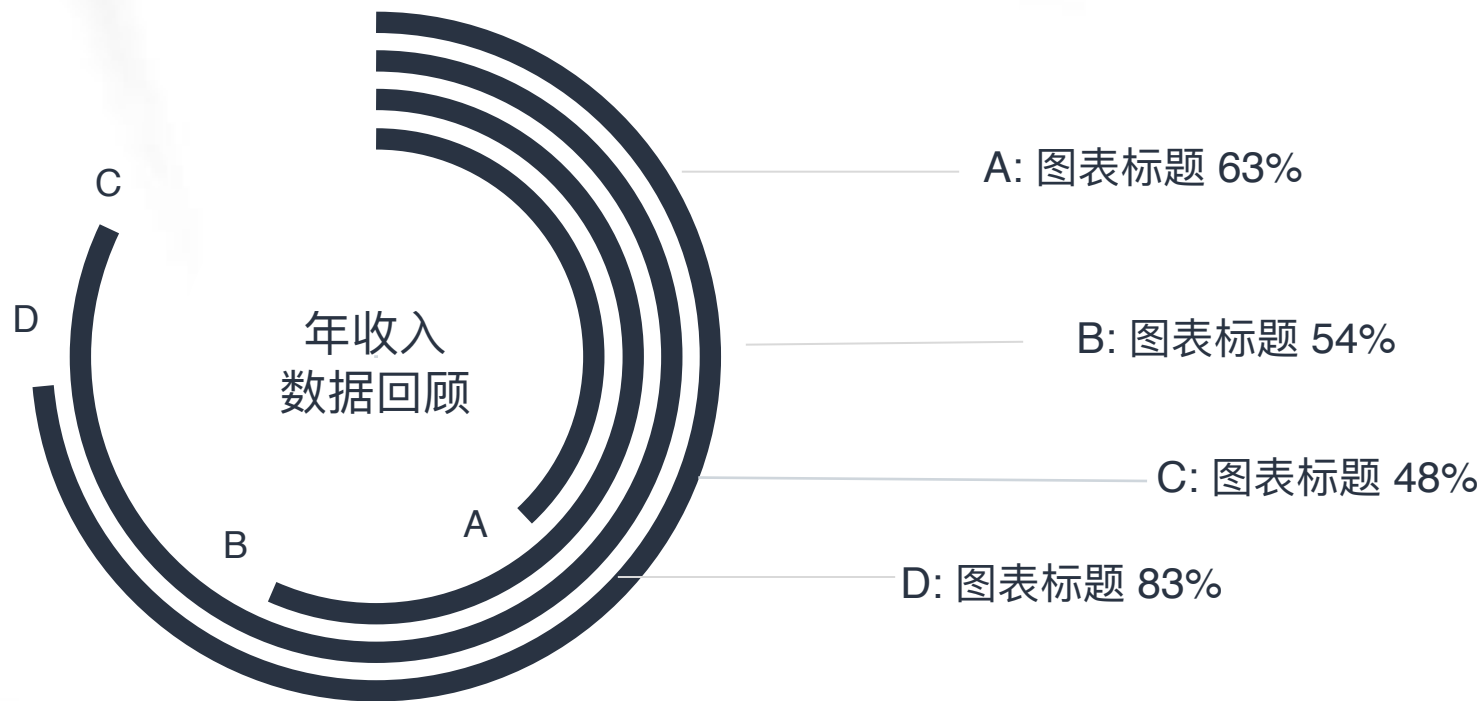 C
D
年收入
数据回顾
A
B
A: 图表标题 63%
B: 图表标题 54%
C: 图表标题 48%
D: 图表标题 83%